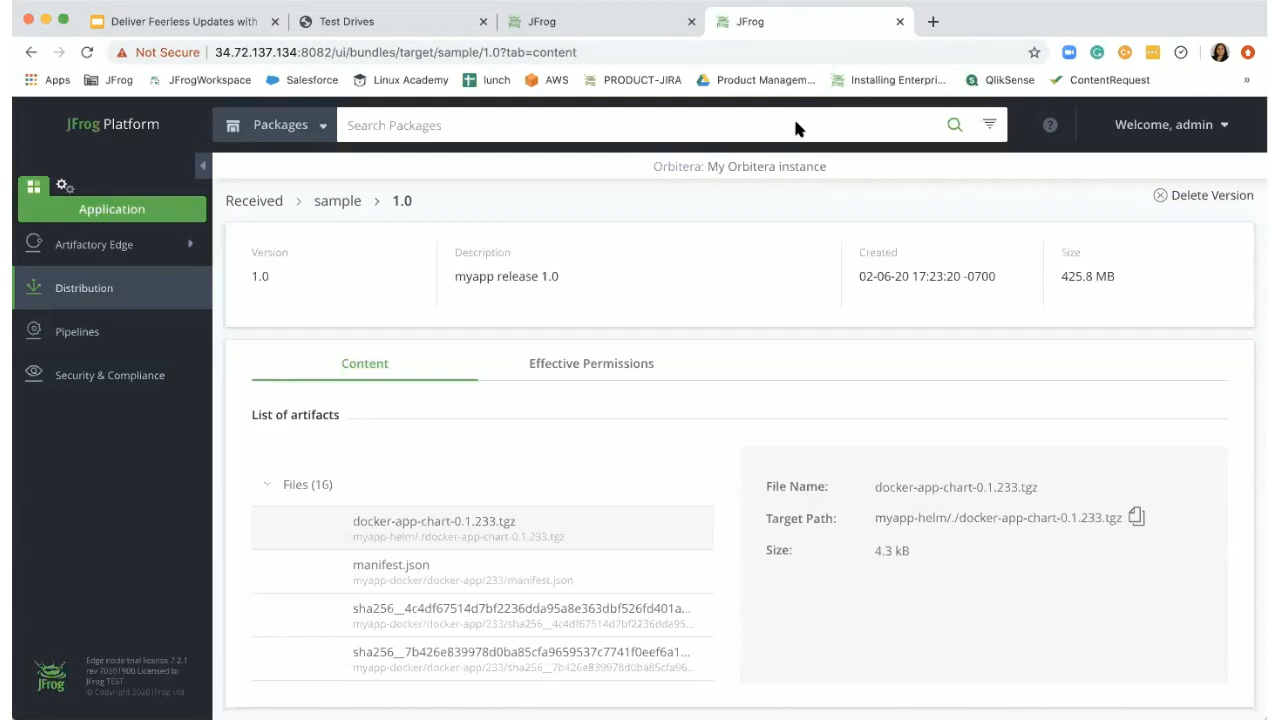 Deliver Feerless Updates with
Test Drives
JFrog
JFrog
Not Secure
34.72.137.134:8082/ui/bundles/target/sample/1.0?tab=content
Apps
JFrog
JFrogWorkspace
Salesforce
Linux Academy
lunch
AWS
PRODUCT-JIRA
Product Managem...
Installing Enterpri...
QlikSense
ContentRequest
»
JFrog Platform
Packages
Search Packages
Welcome, admin
Orbitera: My Orbitera instance
Application
Artifactory Edge
Distribution
Pipelines
Security & Compliance
Received > sample > 1.0
Delete Version
Version
1.0
Description
myapp release 1.0
Created
02-06-20 17:23:20 -0700
Size
425.8 MB
Content
Effective Permissions
List of artifacts
Files (16)
docker-app-chart-0.1.233.tgz
myapp-helm/./docker-app-chart-0.1.233.tgz
manifest.json
myapp-docker/docker-app/233/manifest.json
sha256__4c4df67514d7bf2236dda95a8e363dbf526fd401a...
myapp-docker/docker-app/233/sha256__4c4df67514d7bf2236dda95...
sha256__7b426e839978d0ba85cfa9659537c7741f0eef6a1...
myapp-docker/docker-app/233/sha256__7b426e839978d0ba85cfa96...
File Name: docker-app-chart-0.1.233.tgz
Target Path: myapp-helm/./docker-app-chart-0.1.233.tgz
Size: 4.3 kB
JFrog
Edge node trial license 7.2.1
rev 70201900 Licensed to
JFrog TEST
© Copyright 2020 JFrog Ltd